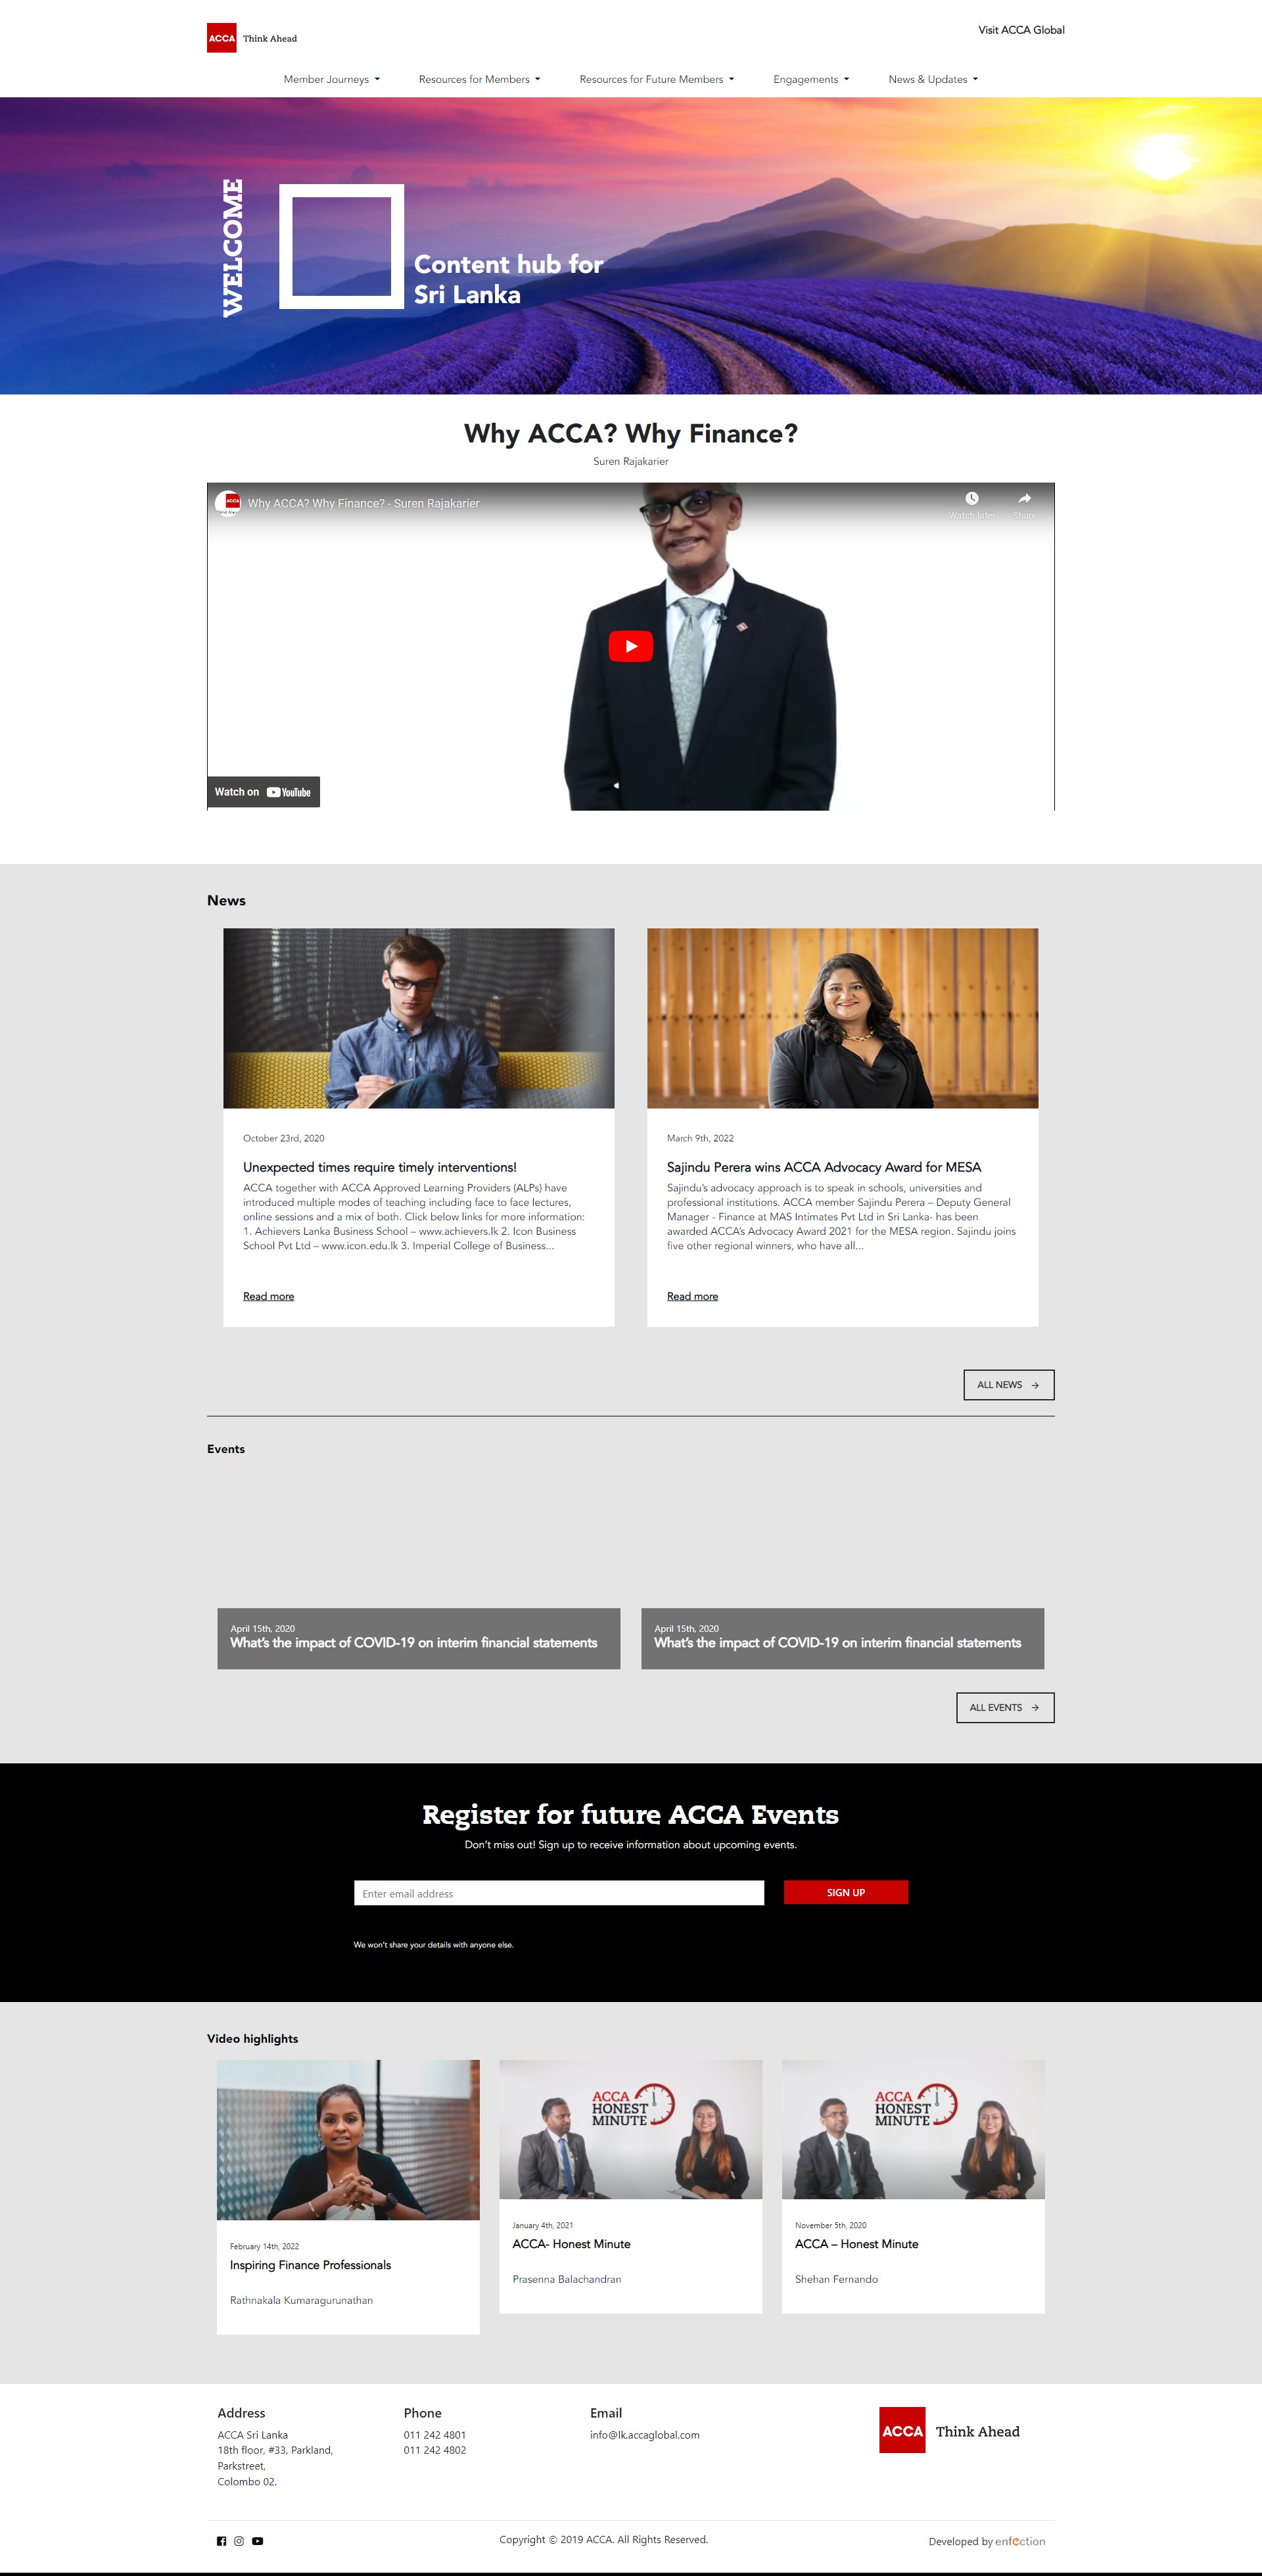 ACCA Think Ahead
Visit ACCA Global
Member Journeys
Resources for Members
Resources for Future Members
Engagements
News & Updates
WELCOME
Content hub for
Sri Lanka
Why ACCA? Why Finance?
Suren Rajakarier
ACCA
Why ACCA? Why Finance? - Suren Rajakarier
Watch later
Share
Watch on YouTube
News
October 23rd, 2020
Unexpected times require timely interventions!
ACCA together with ACCA Approved Learning Providers (ALPs) have
introduced multiple modes of teaching including face to face lectures,
online sessions and a mix of both. Click below links for more information:
1. Achievers Lanka Business School – www.achievers.lk 2. Icon Business
School Pvt Ltd – www.icon.edu.lk 3. Imperial College of Business...
Read more
March 9th, 2022
Sajindu Perera wins ACCA Advocacy Award for MESA
Sajindu's advocacy approach is to speak in schools, universities and
professional institutions. ACCA member Sajindu Perera – Deputy General
Manager - Finance at MAS Intimates Pvt Ltd in Sri Lanka- has been
awarded ACCA's Advocacy Award 2021 for the MESA region. Sajindu joins
five other regional winners, who have all...
Read more
ALL NEWS
Events
April 15th, 2020
What's the impact of COVID-19 on interim financial statements
April 15th, 2020
What's the impact of COVID-19 on interim financial statements
ALL EVENTS
Register for future ACCA Events
Don't miss out! Sign up to receive information about upcoming events.
Enter email address
SIGN UP
We won't share your details with anyone else.
Video highlights
February 14th, 2022
Inspiring Finance Professionals
Rathnakala Kumaragurunathan
ACCA
HONEST
MINUTE
January 4th, 2021
ACCA- Honest Minute
Prasenna Balachandran
ACCA
HONEST
MINUTE
November 5th, 2020
ACCA – Honest Minute
Shehan Fernando
Address
ACCA Sri Lanka
18th floor, #33, Parkland,
Parkstreet,
Colombo 02.
Phone
011 242 4801
011 242 4802
Email
info@lk.accaglobal.com
ACCA Think Ahead
Copyright © 2019 ACCA. All Rights Reserved.
Developed by enfection